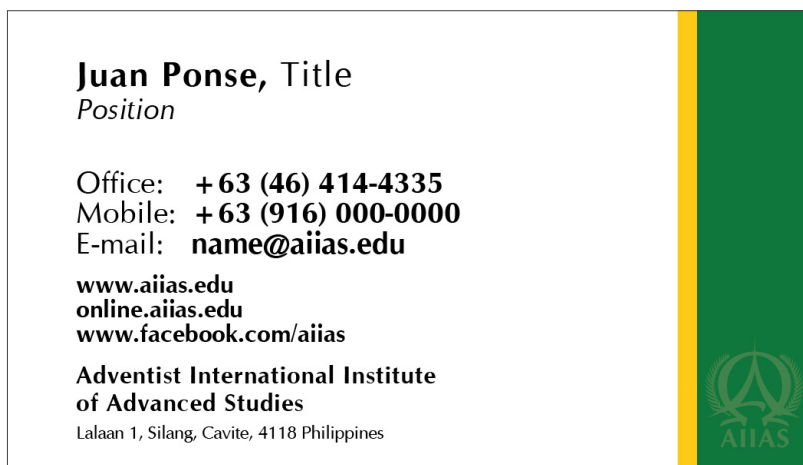 Juan Ponse, Title
Position
Office: +63 (46) 414-4335
Mobile: +63 (916) 000-0000
E-mail: name@aiias.edu
www.aiias.edu
online.aiias.edu
www.facebook.com/aiias
Adventist International Institute
of Advanced Studies
Lalaan 1, Silang, Cavite, 4118 Philippines
AIIAS